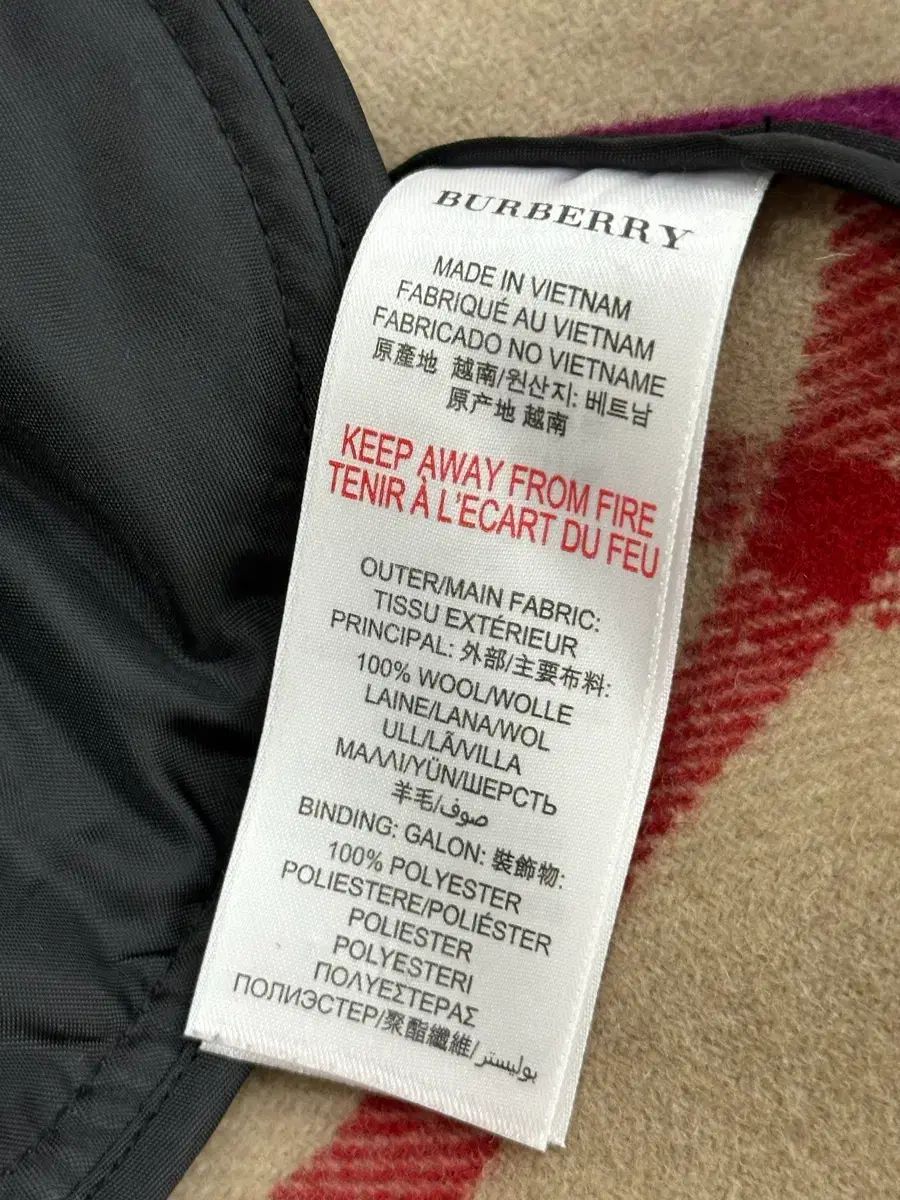 BURBERRY
MADE IN VIETNAM
FABRIQUÉ AU VIETNAM
FABRICADO NO VIETNAME
原產地 越南/원산지: 베트남
原产地 越南
KEEP AWAY FROM FIRE
TENIR À L'ECART DU FEU
OUTER/MAIN FABRIC:
TISSU EXTÉRIEUR
PRINCIPAL: 外部/主要布料:
100% WOOL/WOLLE
LAINE/LANA/WOL
ULL/LÃ/VILLA
ΜΑΛΛΙ/YÜN/ШЕРСТЬ
羊毛/صوف
BINDING: GALON: 裝飾物:
100% POLYESTER
POLIESTERE/POLIÉSTER
POLIESTER
POLYESTERI
ΠΟΛΥΕΣΤΕΡΑΣ
ПОЛИЭСТЕР/聚酯纖維/بوليستر